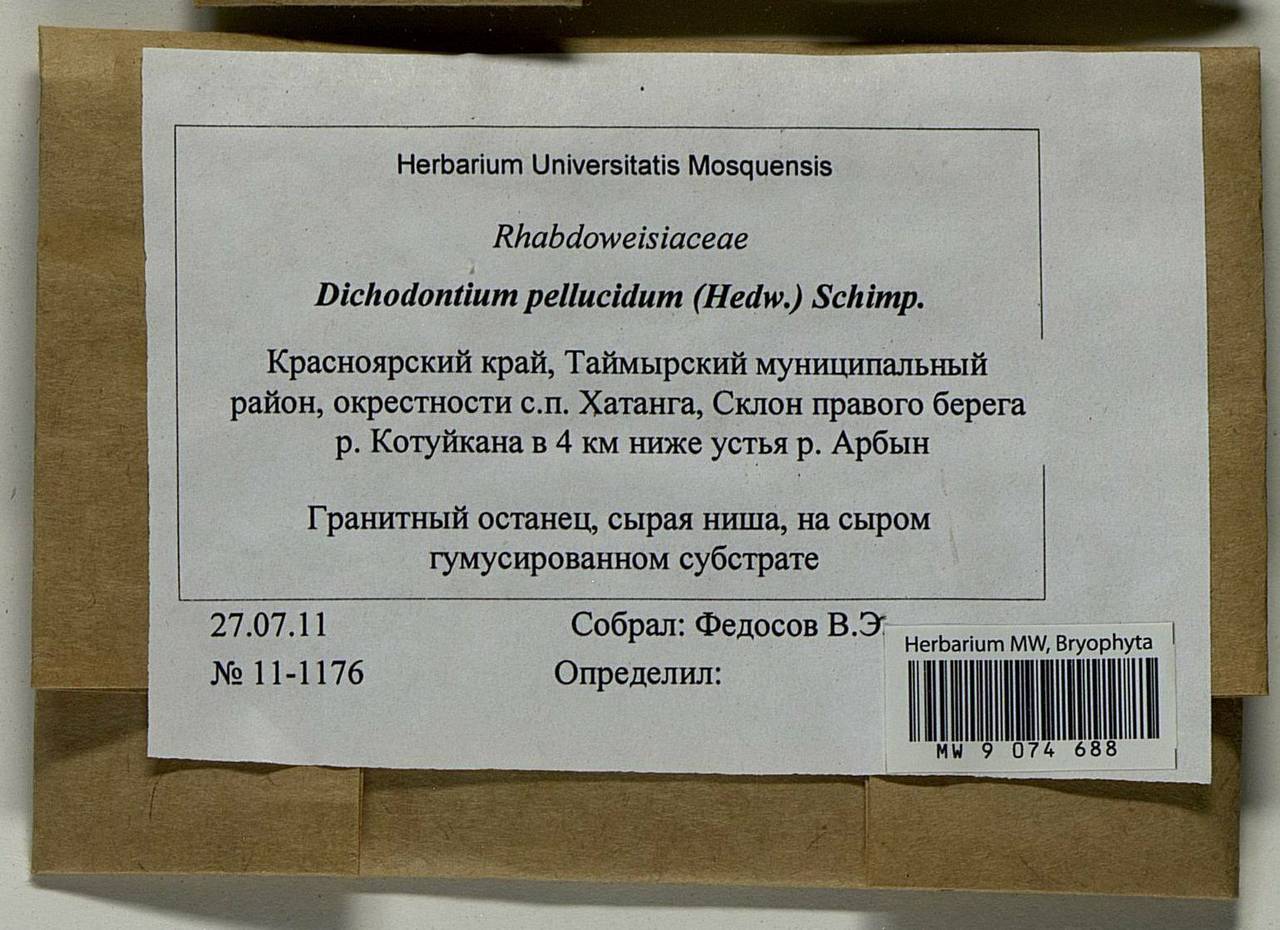 Herbarium Universitatis Mosquensis
Rhabdoweisiaceae
Dichodontium pellucidum (Hedw.) Schimp.
Красноярский край, Таймырский муниципальный
район, окрестности с.п. Хатанга, Склон правого берега
р. Котуйкана в 4 км ниже устья р. Арбын
Гранитный останец, сырая ниша, на сыром
гумусированном субстрате
27.07.11
Собрал: Федосов В.Э.
№ 11-1176
Определил:
Herbarium MW, Bryophyta
MW 9 074 688